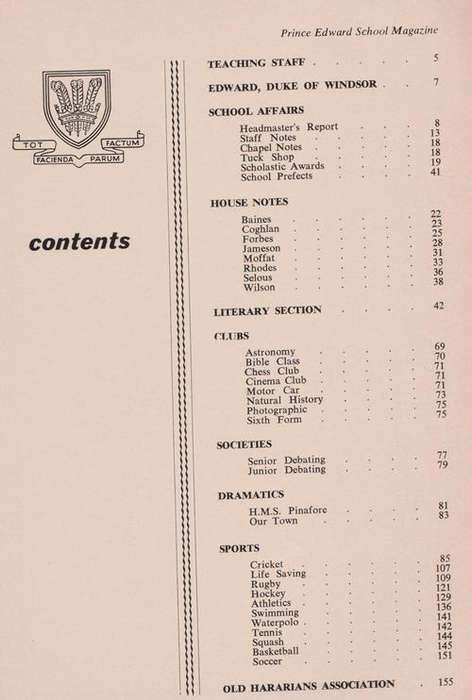 Prince Edward School Magazine
TOT FACTUM
FACIENDA PARUM
contents
TEACHING STAFF . . . . . 5
EDWARD, DUKE OF WINDSOR . . 7
SCHOOL AFFAIRS
Headmaster's Report . . . . 8
Staff Notes . . . . . 13
Chapel Notes . . . . . 18
Tuck Shop . . . . . 18
Scholastic Awards . . . . 19
School Prefects . . . . 41
HOUSE NOTES
Baines . . . . . . 22
Coghlan . . . . . . 23
Forbes . . . . . . 25
Jameson . . . . . . 28
Moffat . . . . . . 31
Rhodes . . . . . . 33
Selous . . . . . . 36
Wilson . . . . . . 38
LITERARY SECTION . . . . 42
CLUBS
Astronomy . . . . . 69
Bible Class . . . . . 70
Chess Club . . . . . 71
Cinema Club . . . . . 71
Motor Car . . . . . 71
Natural History . . . . 73
Photographic . . . . . 75
Sixth Form . . . . . 75
SOCIETIES
Senior Debating . . . . 77
Junior Debating . . . . 79
DRAMATICS
H.M.S. Pinafore . . . . 81
Our Town . . . . . 83
SPORTS
Cricket . . . . . . 85
Life Saving . . . . . 107
Rugby . . . . . . 109
Hockey . . . . . . 121
Athletics . . . . . . 129
Swimming . . . . . 136
Waterpolo . . . . . . 141
Tennis . . . . . . 142
Squash . . . . . . 144
Basketball . . . . . 145
Soccer . . . . . . 151
OLD HARARIANS ASSOCIATION . 155